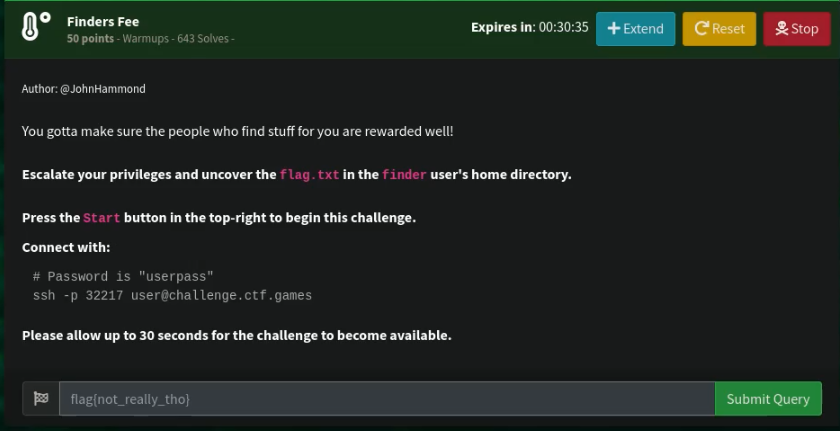 Finders Fee
50 points - Warmups - 643 Solves -
Expires in: 00:30:35
Extend
Reset
Stop
Author: @JohnHammond
You gotta make sure the people who find stuff for you are rewarded well!
Escalate your privileges and uncover the flag.txt in the finder user's home directory.
Press the Start button in the top-right to begin this challenge.
Connect with:
# Password is "userpass"
ssh -p 32217 user@challenge.ctf.games
Please allow up to 30 seconds for the challenge to become available.
flag{not_really_tho}
Submit Query